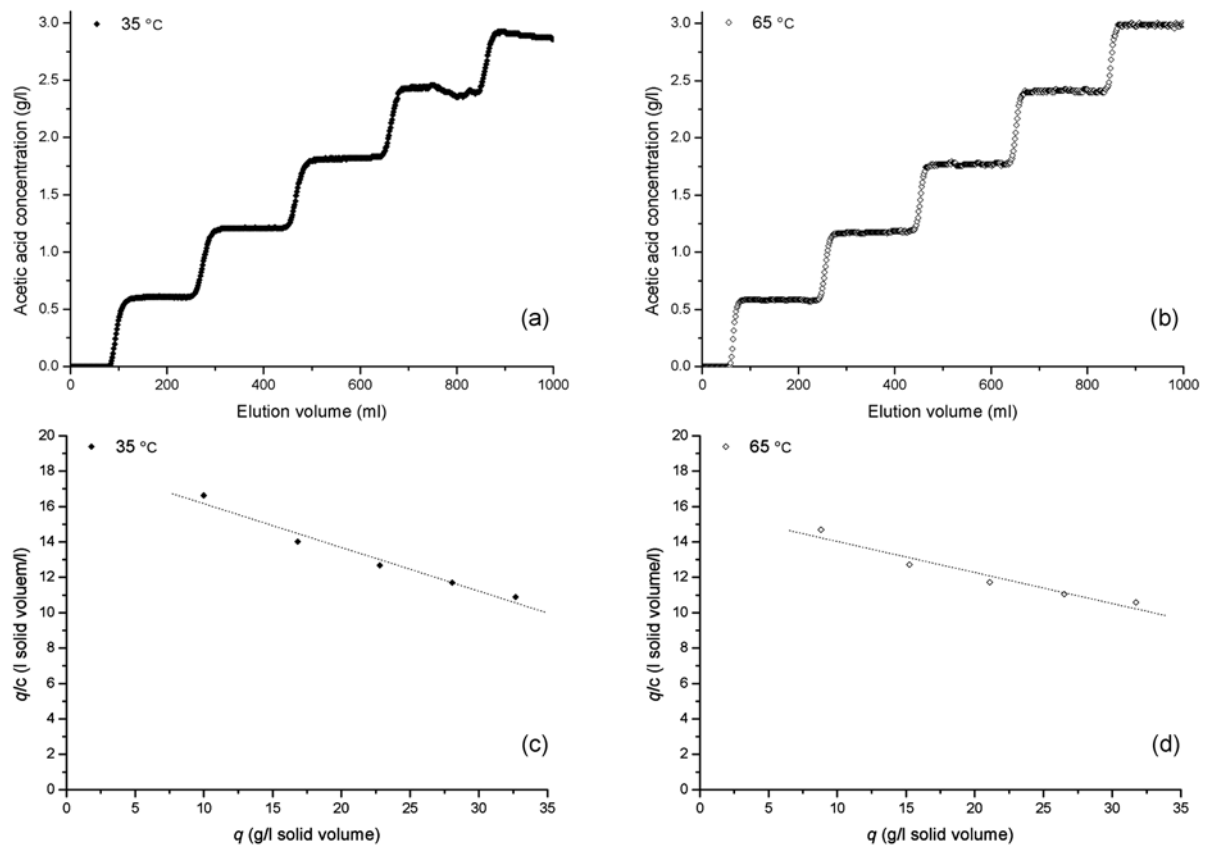 35 °C
3.0
2.5
2.0
1.5
1.0
0.5
0.0
Acetic acid concentration (g/l)
(a)
0 200 400 600 800 1000
Elution volume (ml)
65 °C
3.0
2.5
2.0
1.5
1.0
0.5
0.0
Acetic acid concentration (g/l)
(b)
0 200 400 600 800 1000
Elution volume (ml)
35 °C
20
18
16
14
12
10
8
6
4
2
0
q/c (l solid voluem/l)
(c)
0 5 10 15 20 25 30 35
q (g/l solid volume)
65 °C
20
18
16
14
12
10
8
6
4
2
0
q/c (l solid volume/l)
(d)
0 5 10 15 20 25 30 35
q (g/l solid volume)